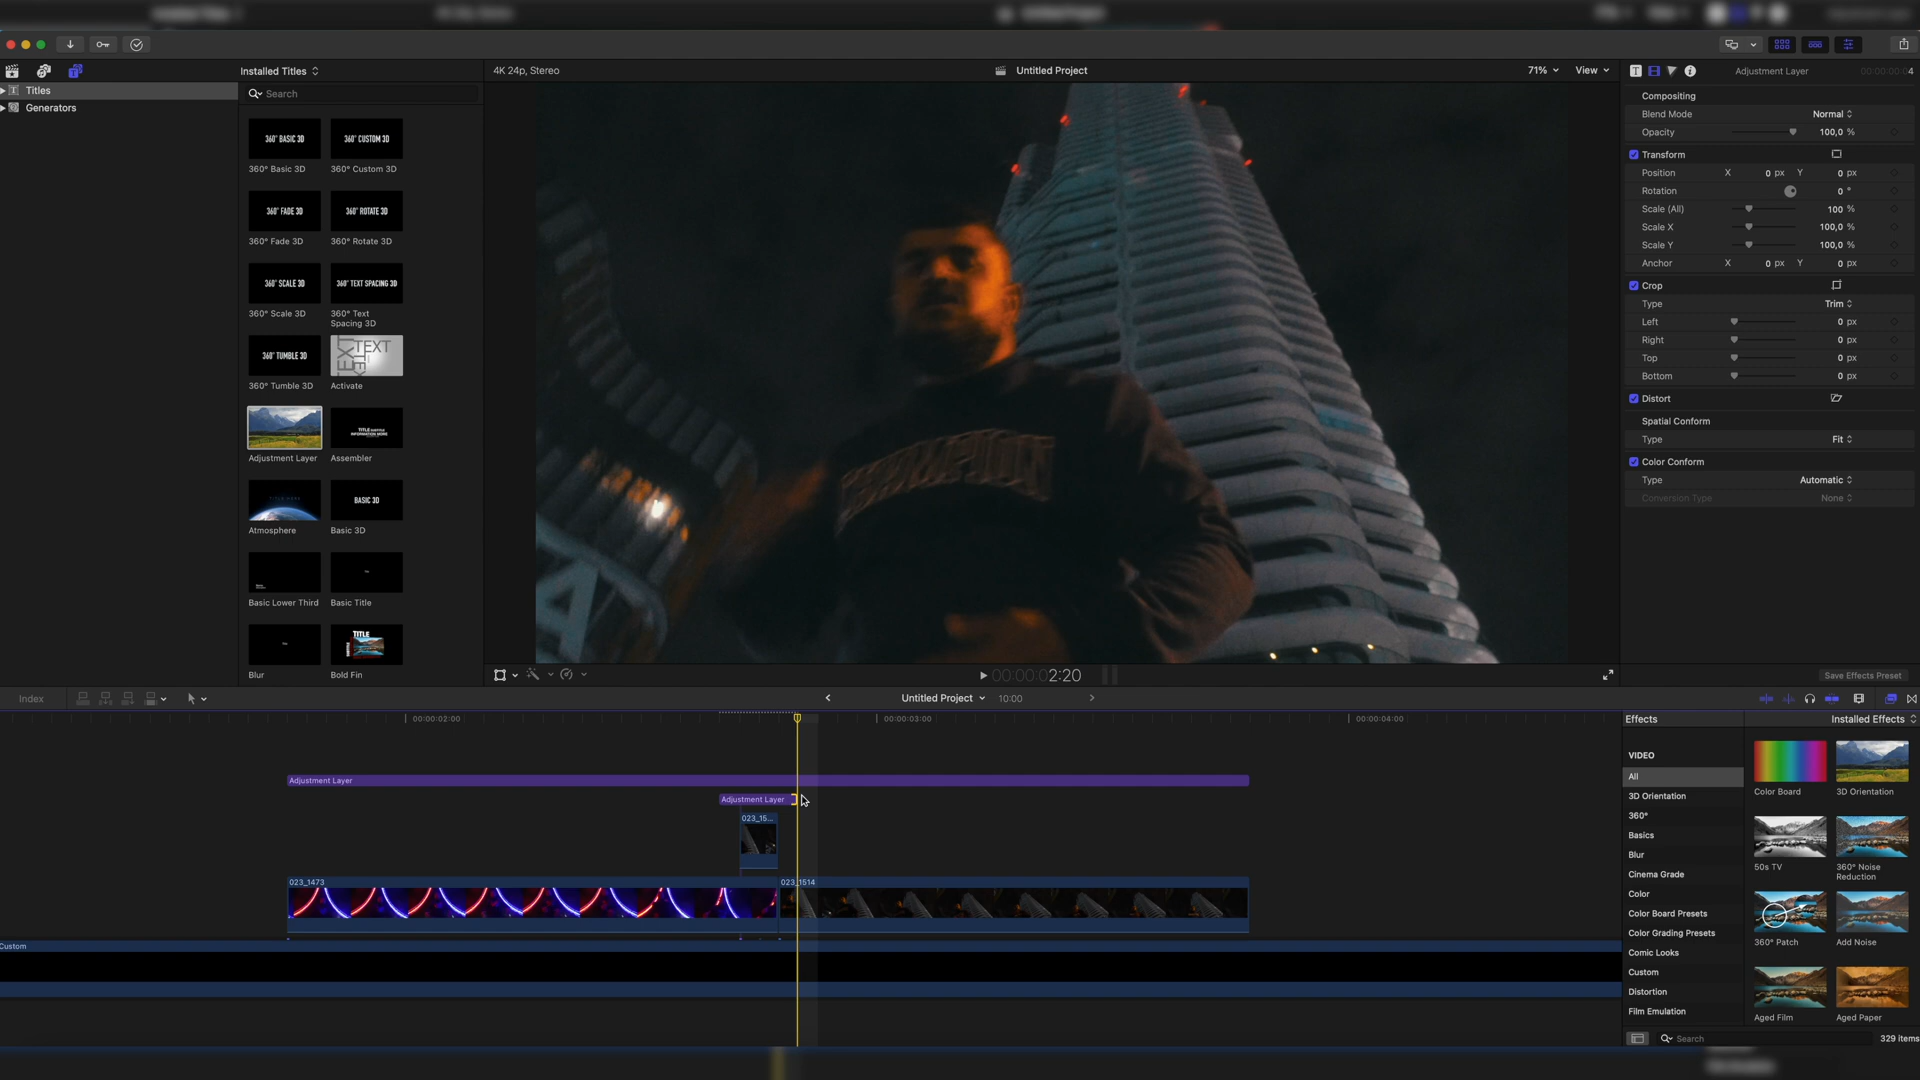 Installed Titles
4K 24p, Stereo
Untitled Project
71%
View
Adjustment Layer
00:00:00:04
Titles
Generators
Search
360° BASIC 3D
360° CUSTOM 3D
360° Basic 3D
360° Custom 3D
360° FADE 3D
360° ROTATE 3D
360° Fade 3D
360° Rotate 3D
360° SCALE 3D
360° TEXT SPACING 3D
360° Scale 3D
360° Text
Spacing 3D
360° TUMBLE 3D
TEXT
360° Tumble 3D
Activate
TITLE SUBTITLE
INFORMATION MORE
Adjustment Layer
Assembler
TITLE HERE
BASIC 3D
Atmosphere
Basic 3D
Basic Lower Third
Basic Title
TITLE
Blur
Bold Fin
Compositing
Blend Mode
Normal
Opacity
100,0 %
Transform
Position X 0 px Y 0 px
Rotation 0 °
Scale (All) 100 %
Scale X 100,0 %
Scale Y 100,0 %
Anchor X 0 px Y 0 px
Crop
Type Trim
Left 0 px
Right 0 px
Top 0 px
Bottom 0 px
Distort
Spatial Conform
Type Fit
Color Conform
Type Automatic
Conversion Type None
Save Effects Preset
00:00:02:20
Index
Untitled Project
10:00
00:00:02:00
00:00:03:00
00:00:04:00
Adjustment Layer
Adjustment Layer
023_15...
023_1473
023_1514
Custom
Effects
Installed Effects
VIDEO
All
3D Orientation
360°
Basics
Blur
Cinema Grade
Color
Color Board Presets
Color Grading Presets
Comic Looks
Custom
Distortion
Film Emulation
Color Board
3D Orientation
50s TV
360° Noise
Reduction
360° Patch
Add Noise
Aged Film
Aged Paper
Search
329 items